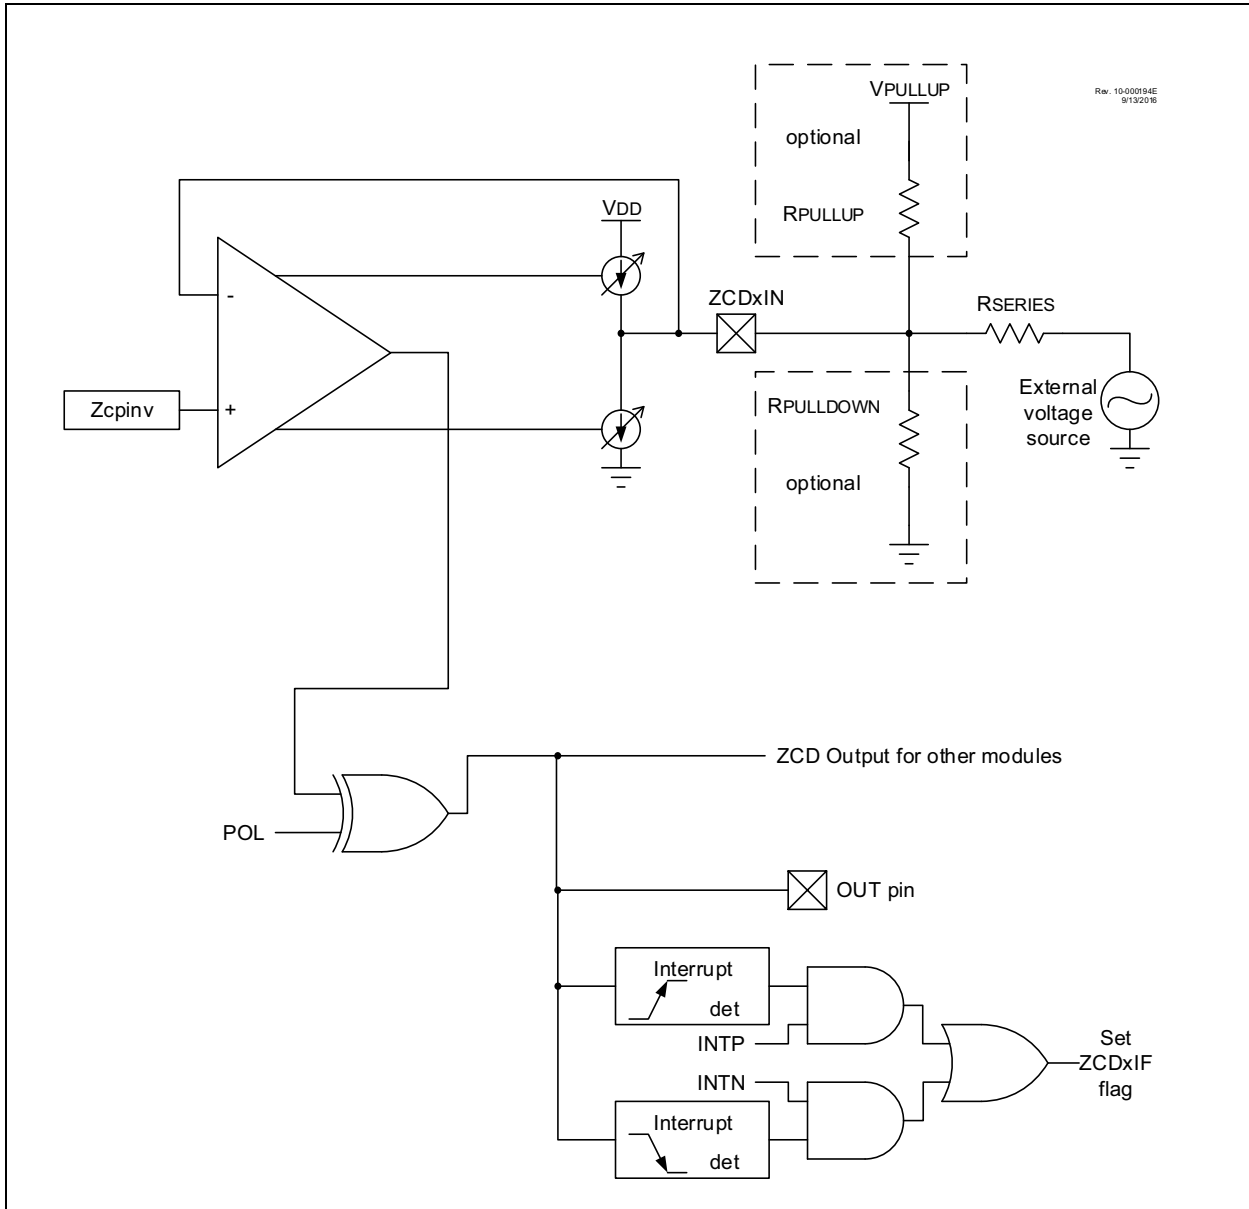 VPULLUP
Rev. 10-000194E
9/13/2016
optional
RPULLUP
VDD
ZCDxIN
RSERIES
-
Zcpinv
+
RPULLDOWN
External
voltage
source
optional
ZCD Output for other modules
POL
OUT pin
Interrupt
det
INTP
Set
ZCDxIF
flag
INTN
Interrupt
det